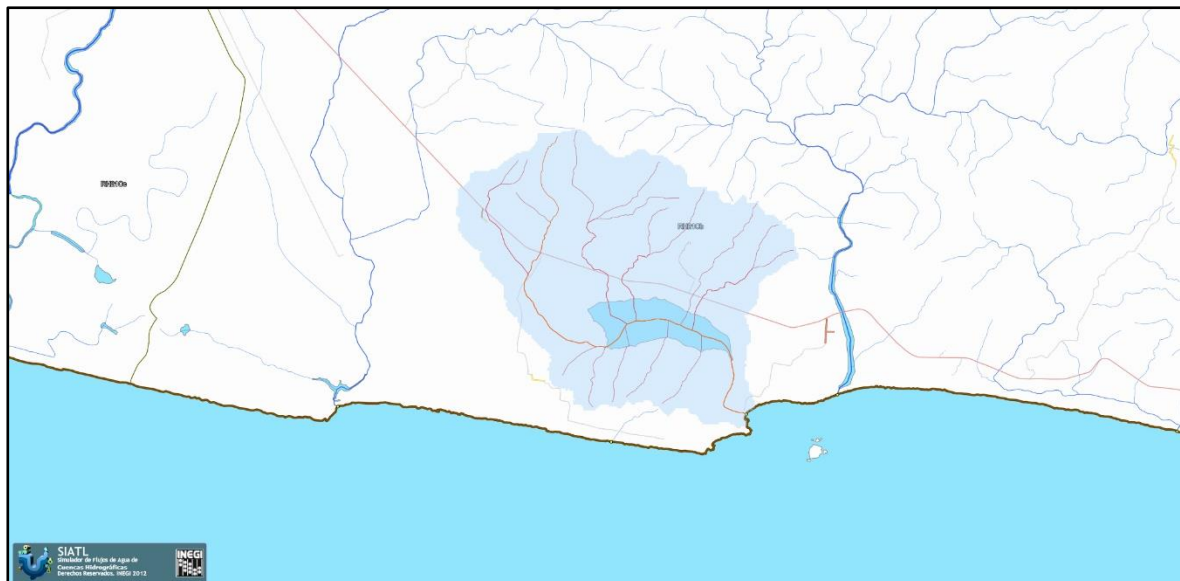 SIATL
Simulador de Flujos de Agua de
Cuencas Hidrográficas
Derechos Reservados. INEGI 2012
INEGI